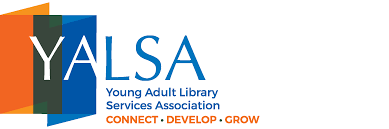 YALSA
Young Adult Library
Services Association
CONNECT • DEVELOP • GROW